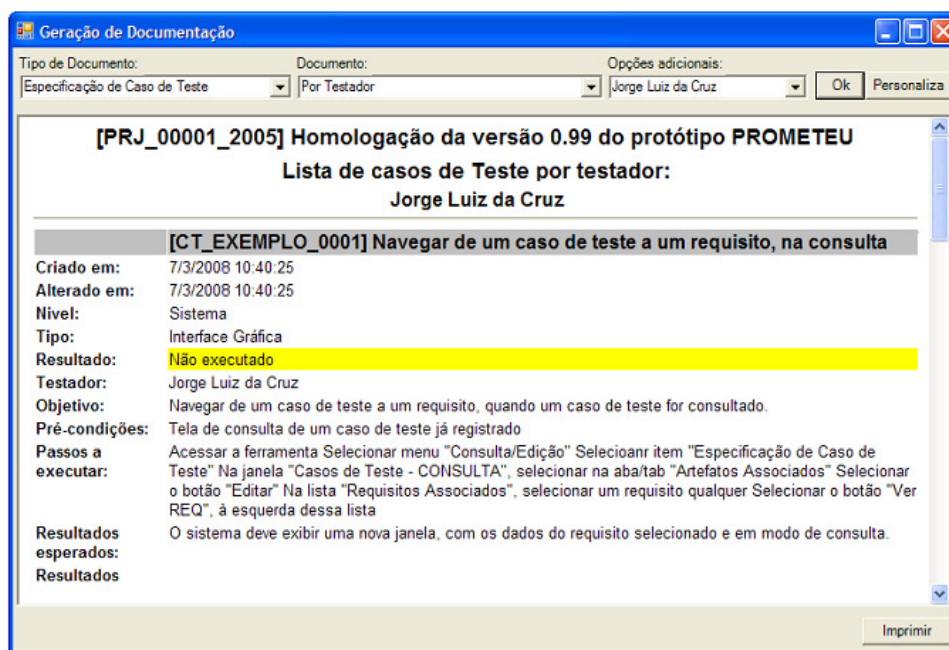 Geração de Documentação
Tipo de Documento: Documento: Opções adicionais:
Especificação de Caso de Teste Por Testador Jorge Luiz da Cruz Ok Personaliza
[PRJ_00001_2005] Homologação da versão 0.99 do protótipo PROMETEU
Lista de casos de Teste por testador:
Jorge Luiz da Cruz
[CT_EXEMPLO_0001] Navegar de um caso de teste a um requisito, na consulta
Criado em: 7/3/2008 10:40:25
Alterado em: 7/3/2008 10:40:25
Nivel: Sistema
Tipo: Interface Gráfica
Resultado: Não executado
Testador: Jorge Luiz da Cruz
Objetivo: Navegar de um caso de teste a um requisito, quando um caso de teste for consultado.
Pré-condições: Tela de consulta de um caso de teste já registrado
Passos a Acessar a ferramenta Selecionar menu "Consulta/Edição" Selecioanr item "Especificação de Caso de
executar: Teste" Na janela "Casos de Teste - CONSULTA", selecionar na aba/tab "Artefatos Associados" Selecionar
o botão "Editar" Na lista "Requisitos Associados", selecionar um requisito qualquer Selecionar o botão "Ver
REQ", à esquerda dessa lista
Resultados O sistema deve exibir uma nova janela, com os dados do requisito selecionado e em modo de consulta.
esperados:
Resultados
Imprimir